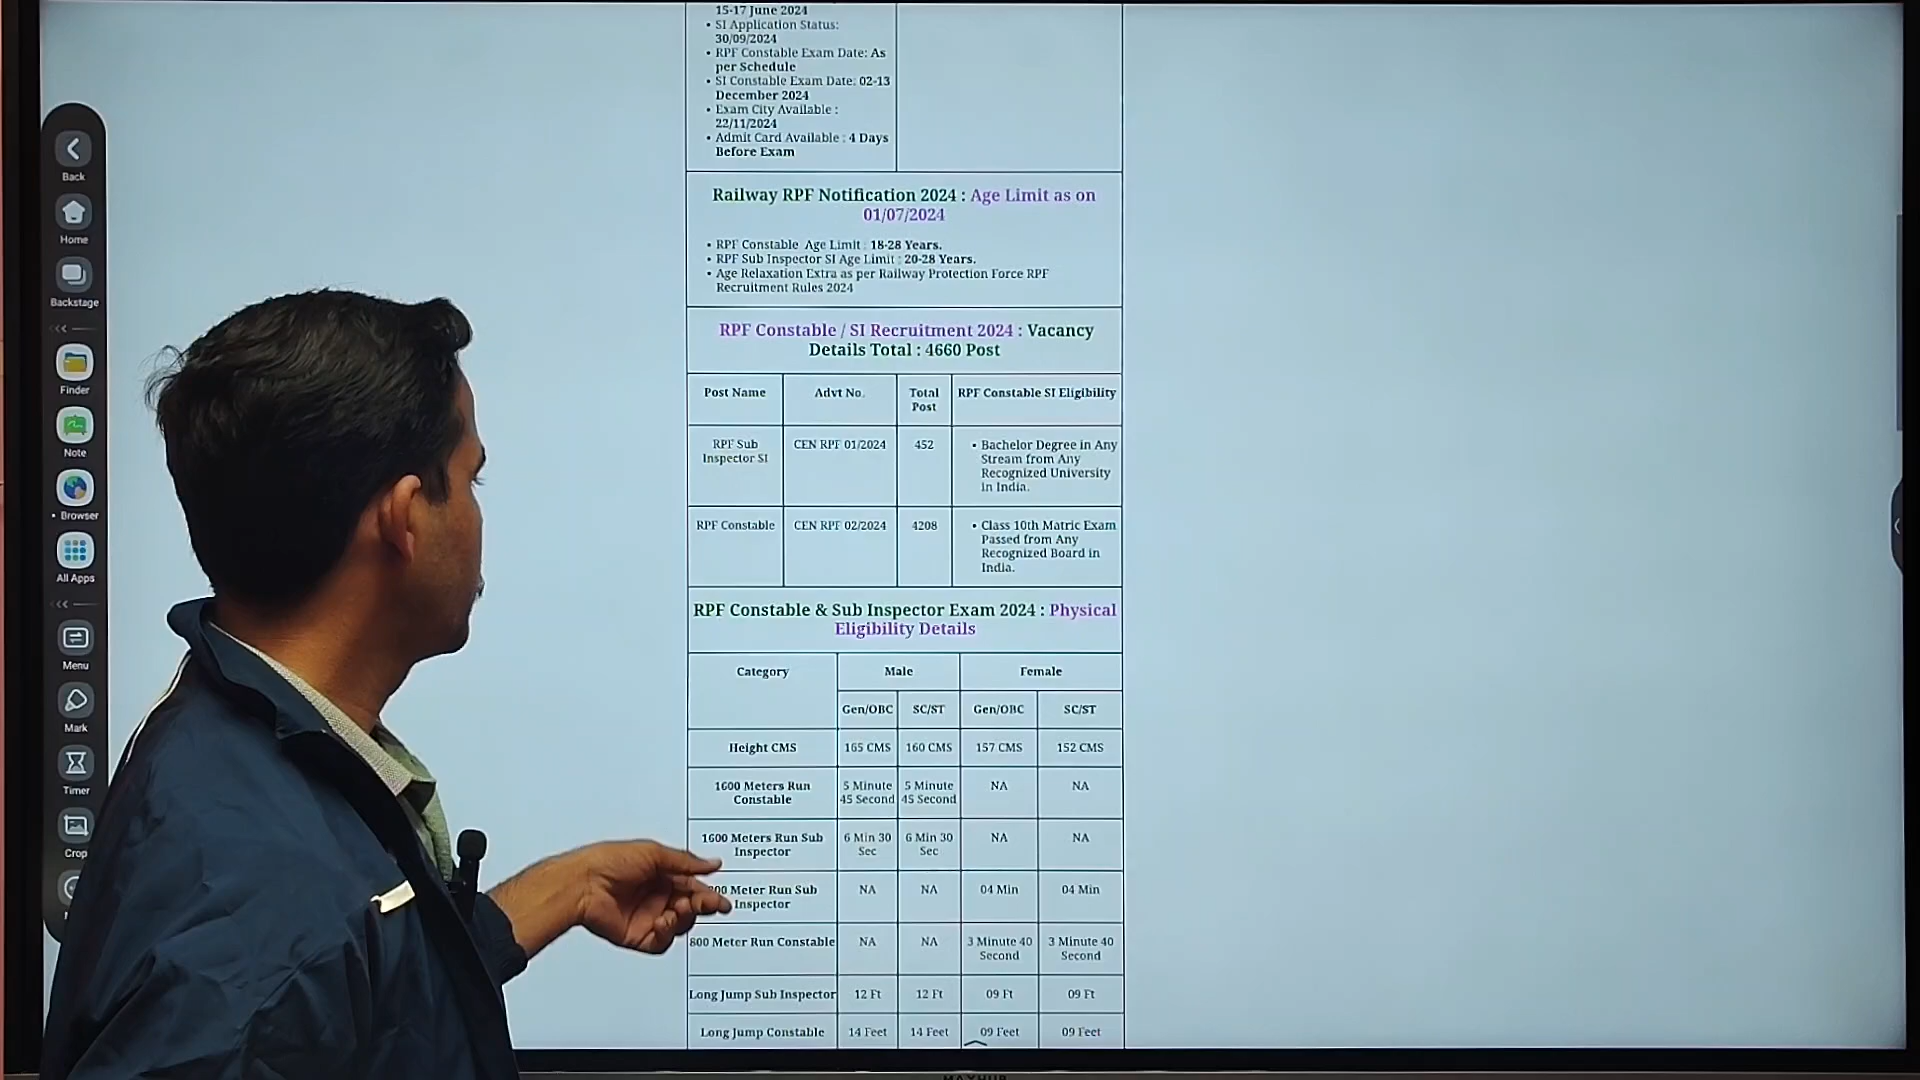 15-17 June 2024
• SI Application Status:
30/09/2024
• RPF Constable Exam Date: As
per Schedule
• SI Constable Exam Date: 02-13
December 2024
• Exam City Available :
22/11/2024
• Admit Card Available : 4 Days
Before Exam
Railway RPF Notification 2024 : Age Limit as on
01/07/2024
• RPF Constable Age Limit : 18-28 Years.
• RPF Sub Inspector SI Age Limit : 20-28 Years.
• Age Relaxation Extra as per Railway Protection Force RPF
Recruitment Rules 2024
RPF Constable / SI Recruitment 2024 : Vacancy
Details Total : 4660 Post
Post Name Advt No. Total Post RPF Constable SI Eligibility
RPF Sub Inspector SI CEN RPF 01/2024 452
• Bachelor Degree in Any
Stream from Any
Recognized University
in India.
RPF Constable CEN RPF 02/2024 4208
• Class 10th Matric Exam
Passed from Any
Recognized Board in
India.
RPF Constable & Sub Inspector Exam 2024 : Physical
Eligibility Details
Category Male Female
Gen/OBC SC/ST Gen/OBC SC/ST
Height CMS 165 CMS 160 CMS 157 CMS 152 CMS
1600 Meters Run Constable 5 Minute 45 Second 5 Minute 45 Second NA NA
1600 Meters Run Sub Inspector 6 Min 30 Sec 6 Min 30 Sec NA NA
Meter Run Sub Inspector NA NA 04 Min 04 Min
800 Meter Run Constable NA NA 3 Minute 40 Second 3 Minute 40 Second
Long Jump Sub Inspector 12 Ft 12 Ft 09 Ft 09 Ft
Long Jump Constable 14 Feet 14 Feet 09 Feet 09 Feet
Back
Home
Backstage
Finder
Note
• Browser
All Apps
Menu
Mark
Timer
Crop